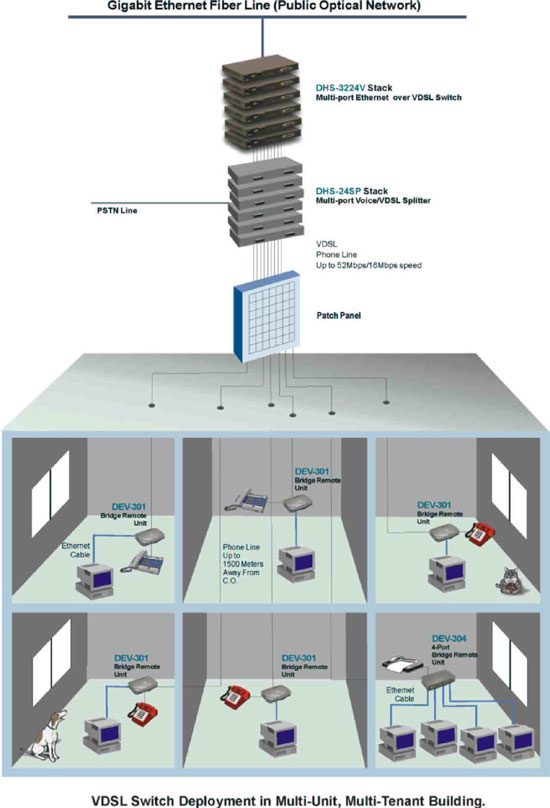 Gigabit Ethernet Fiber Line (Public Optical Network)
DHS-3224V Stack
Multi-port Ethernet over VDSL Switch
DHS-24SP Stack
Multi-port Voice/VDSL Splitter
PSTN Line
VDSL
Phone Line
Up to 52Mbps/16Mbps speed
Patch Panel
DEV-301
Bridge Remote
Unit
Ethernet
Cable
DEV-301
Bridge Remote
Unit
Phone Line
Up to
1500 Meters
Away From
C.O.
DEV-301
Bridge Remote
Unit
DEV-301
Bridge Remote
Unit
DEV-301
Bridge Remote
Unit
DEV-304
4-Port
Bridge Remote
Unit
Ethernet
Cable
VDSL Switch Deployment in Multi-Unit, Multi-Tenant Building.